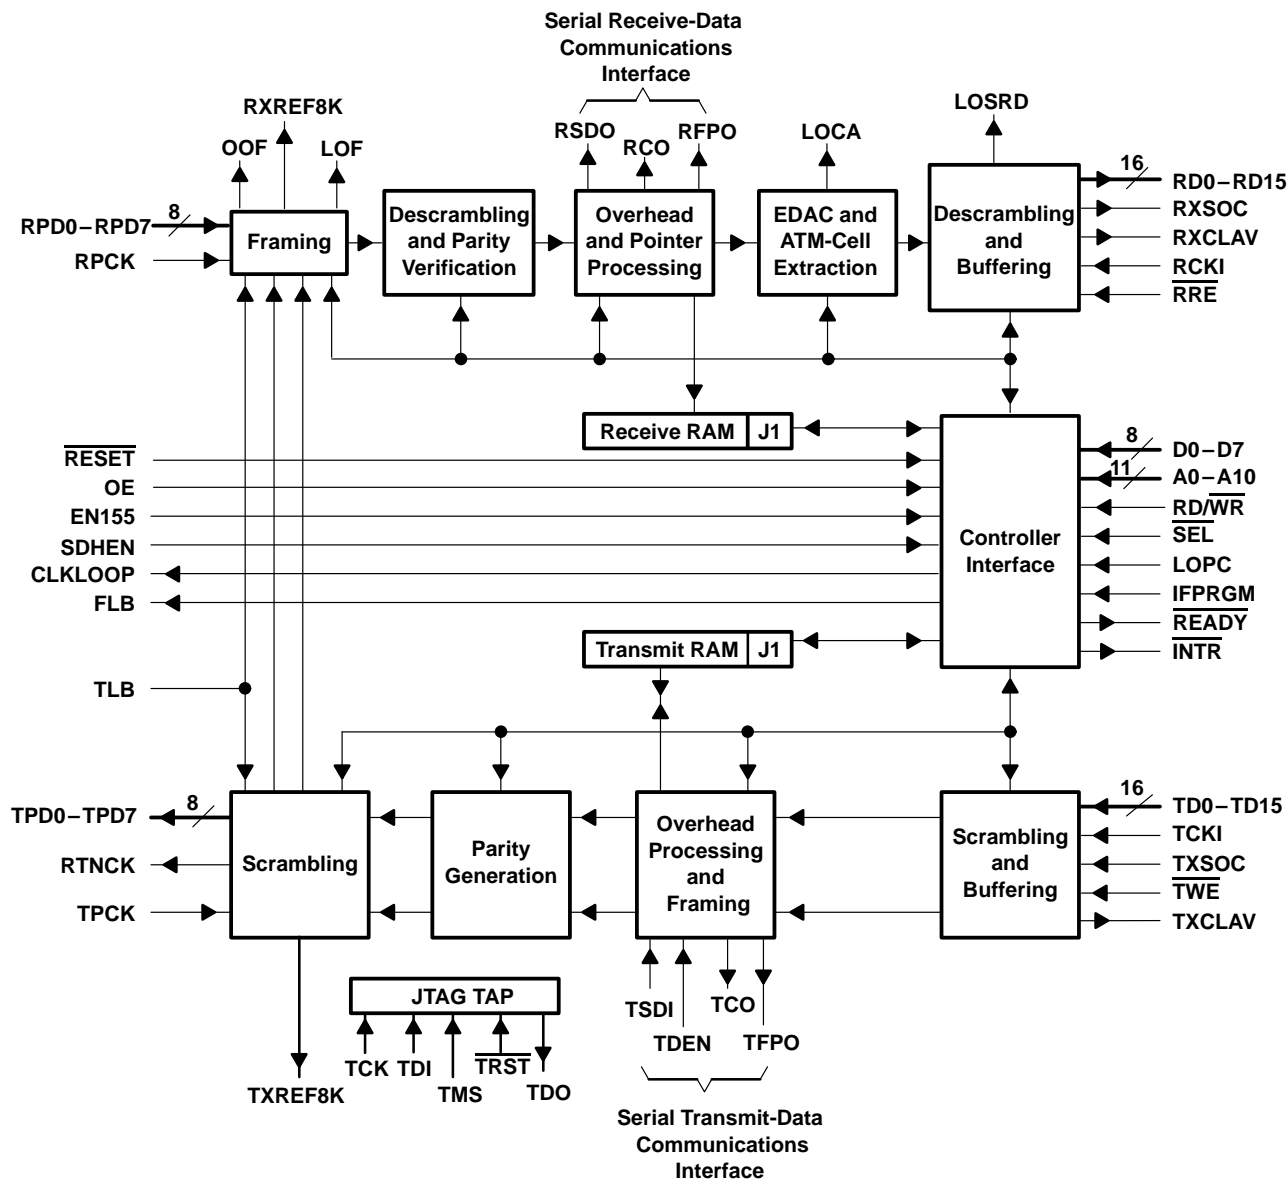 Serial Receive-Data
Communications
Interface
RXREF8K
LOSRD
OOF
LOF
RSDO
RCO
RFPO
LOCA
RPD0–RPD7
8
RPCK
Framing
Descrambling
and Parity
Verification
Overhead
and Pointer
Processing
EDAC and
ATM-Cell
Extraction
Descrambling
and
Buffering
16
RD0–RD15
RXSOC
RXCLAV
RCKI
RRE
Receive RAM
J1
RESET
OE
EN155
SDHEN
CLKLOOP
FLB
TLB
Controller
Interface
8
D0–D7
11
A0–A10
RD/WR
SEL
LOPC
IFPRGM
READY
INTR
Transmit RAM
J1
TPD0–TPD7
8
RTNCK
TPCK
Scrambling
Parity
Generation
Overhead
Processing
and
Framing
Scrambling
and
Buffering
16
TD0–TD15
TCKI
TXSOC
TWE
TXCLAV
JTAG TAP
TCK
TDI
TMS
TRST
TDO
TXREF8K
TSDI
TDEN
TCO
TFPO
Serial Transmit-Data
Communications
Interface